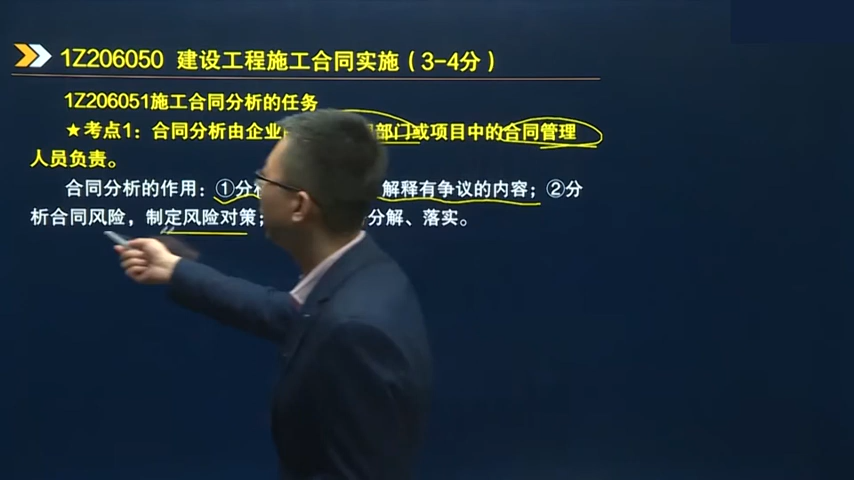 1Z206050 建设工程施工合同实施（3-4分）
1Z206051施工合同分析的任务
★考点1：合同分析由企业 部门或项目中的合同管理
人员负责。
合同分析的作用：①分 解释有争议的内容；②分
析合同风险，制定风险对策； 分解、落实。